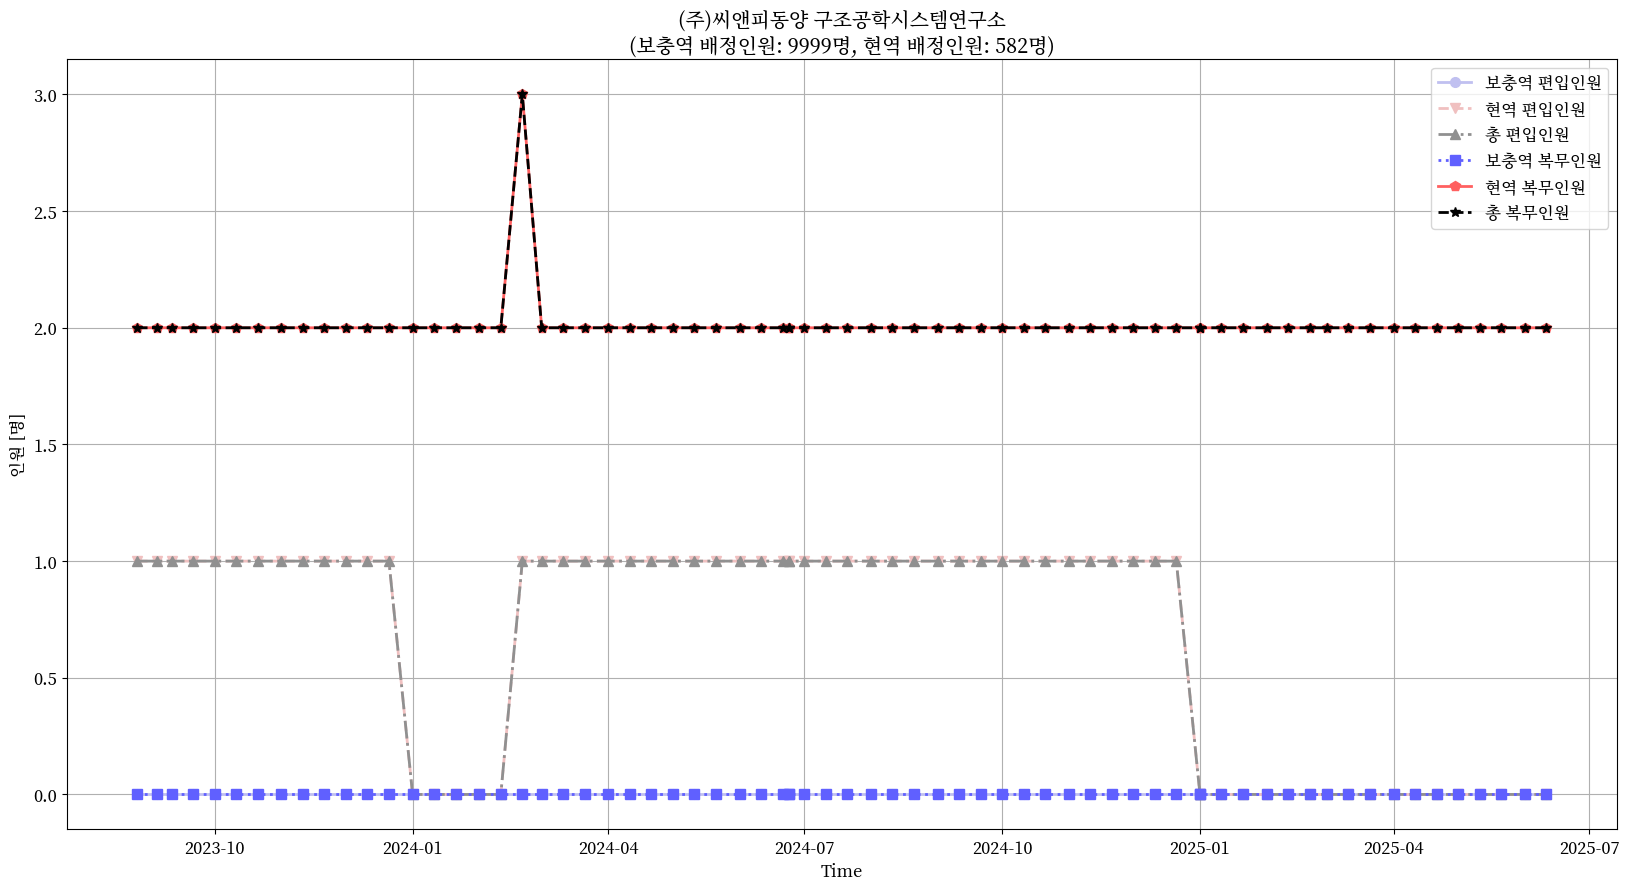 (주)씨앤피동양 구조공학시스템연구소
(보충역 배정인원: 9999명, 현역 배정인원: 582명)
보충역 편입인원
현역 편입인원
총 편입인원
보충역 복무인원
현역 복무인원
총 복무인원
인원 [명]
3.0
2.5
2.0
1.5
1.0
0.5
0.0
2023-10
2024-01
2024-04
2024-07
2024-10
2025-01
2025-04
2025-07
Time